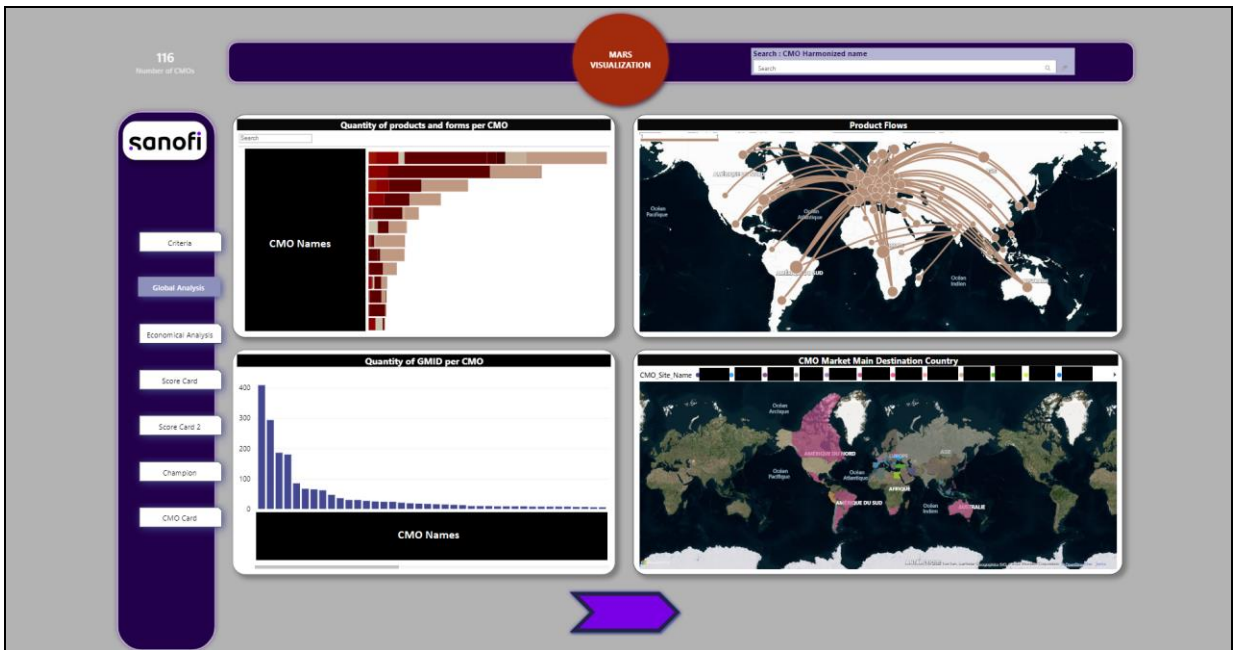 116
Number of CMOs
MARS
VISUALIZATION
Search : CMO Harmonized name
Search
sanofi
Criteria
Global Analysis
Economical Analysis
Score Card
Score Card 2
Champion
CMO Card
Quantity of products and forms per CMO
Search
CMO Names
Product Flows
Océan
Pacifique
Océan
Atlantique
Océan
Indien
Quantity of GMID per CMO
400
300
200
100
0
CMO Names
CMO Market Main Destination Country
CMO_Site_Name
Océan
Arctique
AMÉRIQUE DU NORD
ASIE
Océan
Pacifique
Océan
Atlantique
AFRIQUE
AMÉRIQUE DU SUD
Océan
Indien
AUSTRALIE